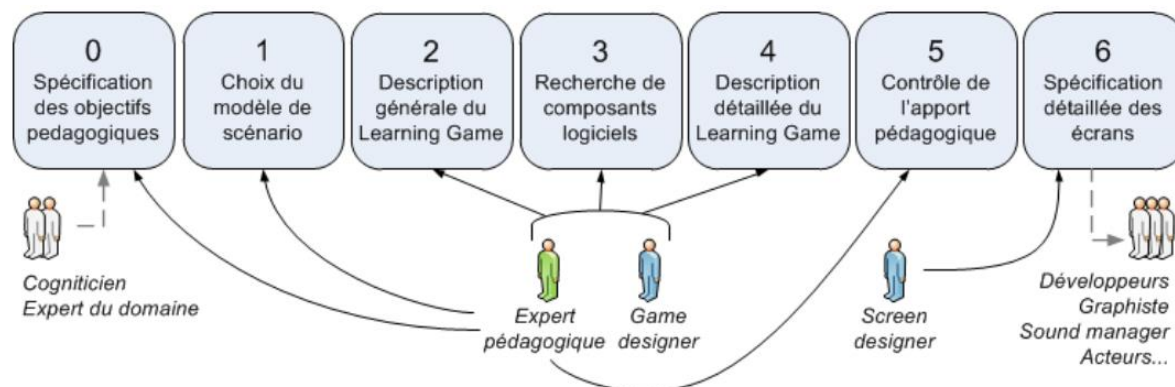 0
Spécification
des objectifs
pedagogiques
1
Choix du
modèle de
scénario
2
Description
générale du
Learning Game
3
Recherche de
composants
logiciels
4
Description
détaillée du
Learning Game
5
Contrôle de
l'apport
pédagogique
6
Spécification
détaillée des
écrans
Cogniticien
Expert du domaine
Expert
pédagogique
Game
designer
Screen
designer
Développeurs
Graphiste
Sound manager
Acteurs...